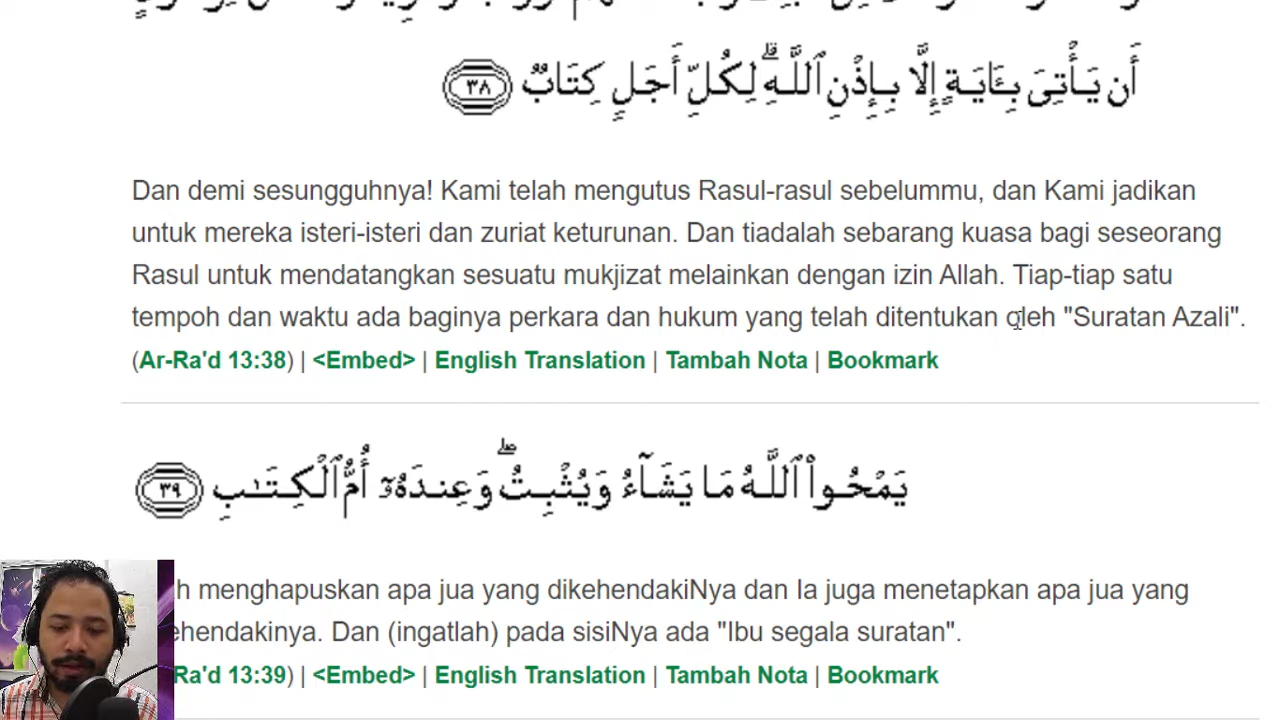 أَن يَأْتِىَ بِـَٔايَةٍ إِلَّا بِإِذْنِ ٱللَّهِ ۗ لِكُلِّ أَجَلٍ كِتَابٌ ٣٨
Dan demi sesungguhnya! Kami telah mengutus Rasul-rasul sebelummu, dan Kami jadikan
untuk mereka isteri-isteri dan zuriat keturunan. Dan tiadalah sebarang kuasa bagi seseorang
Rasul untuk mendatangkan sesuatu mukjizat melainkan dengan izin Allah. Tiap-tiap satu
tempoh dan waktu ada baginya perkara dan hukum yang telah ditentukan oleh "Suratan Azali".
(Ar-Ra'd 13:38) | <Embed> | English Translation | Tambah Nota | Bookmark
يَمْحُوا۟ ٱللَّهُ مَا يَشَآءُ وَيُثْبِتُ ۖ وَعِندَهُۥٓ أُمُّ ٱلْكِتَـٰبِ ٣٩
h menghapuskan apa jua yang dikehendakiNya dan Ia juga menetapkan apa jua yang
ehendakinya. Dan (ingatlah) pada sisiNya ada "Ibu segala suratan".
Ra'd 13:39) | <Embed> | English Translation | Tambah Nota | Bookmark